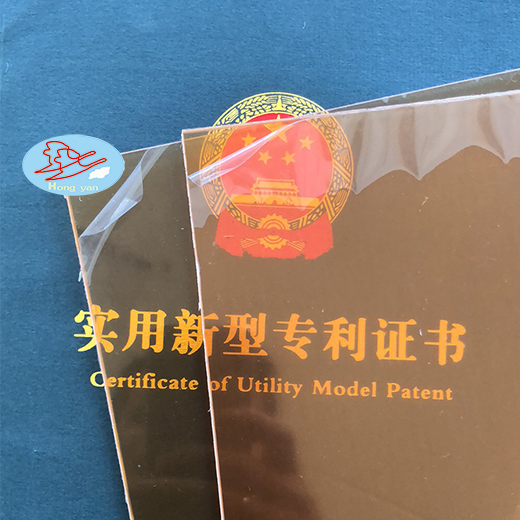 Hong yan
实用新型专利证书
Certificate of Utility Model Patent